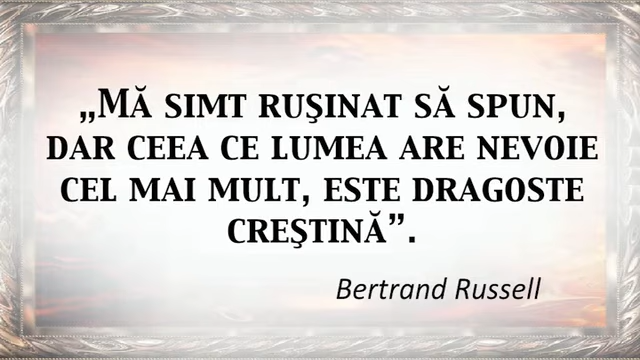 „Mă simt ruşinat să spun,
dar ceea ce lumea are nevoie
cel mai mult, este dragoste
creştină”.
Bertrand Russell